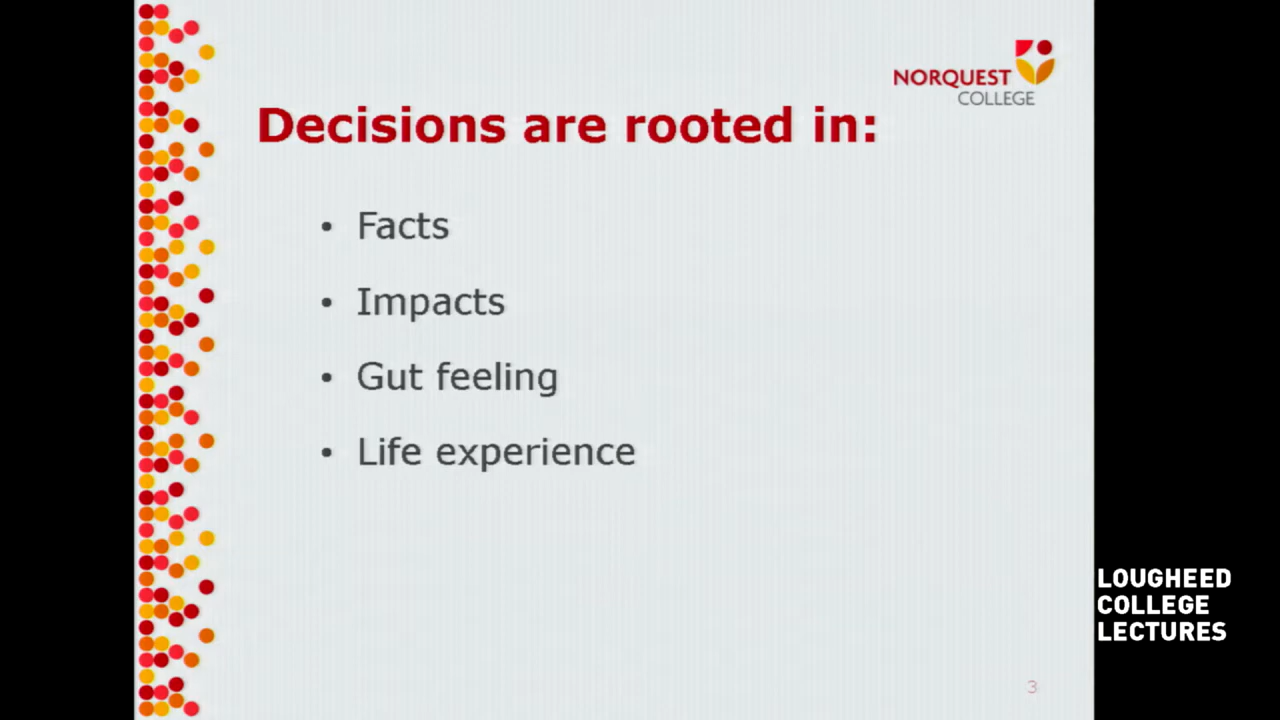 NORQUEST
COLLEGE
Decisions are rooted in:
• Facts
• Impacts
• Gut feeling
• Life experience
LOUGHEED
COLLEGE
LECTURES
3